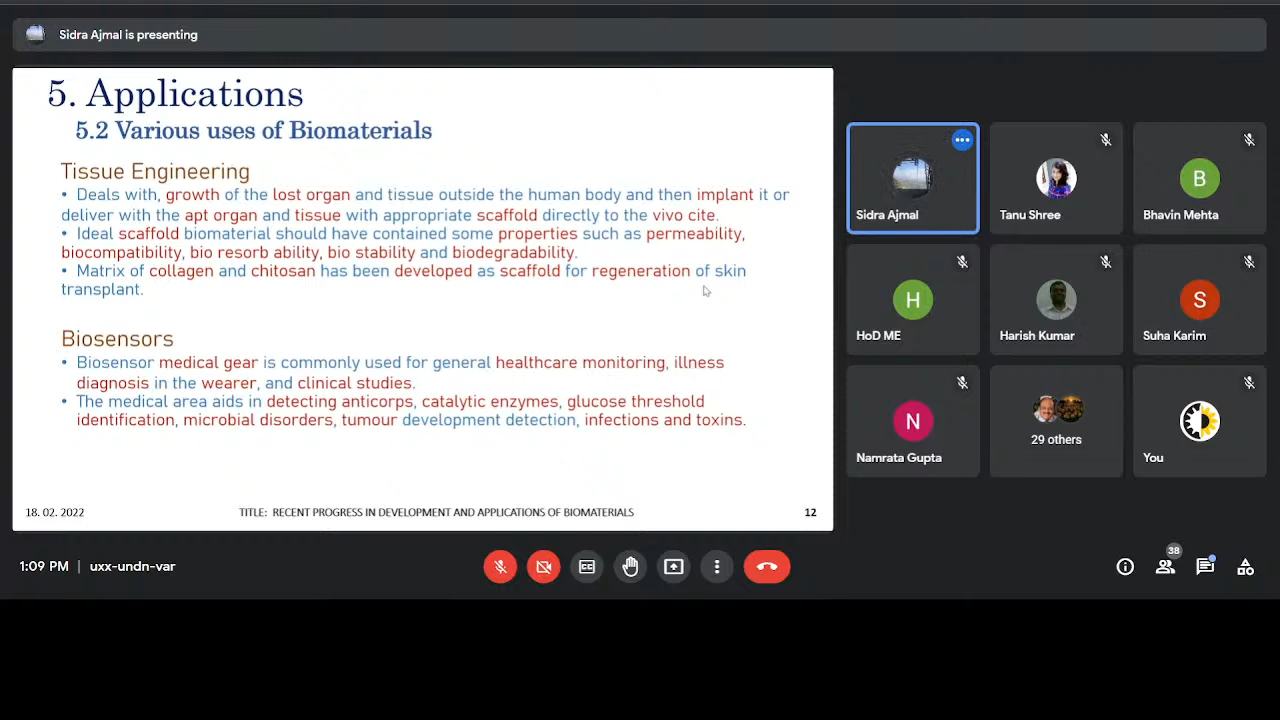 Sidra Ajmal is presenting
5. Applications
5.2 Various uses of Biomaterials
Tissue Engineering
• Deals with, growth of the lost organ and tissue outside the human body and then implant it or
deliver with the apt organ and tissue with appropriate scaffold directly to the vivo cite.
• Ideal scaffold biomaterial should have contained some properties such as permeability,
biocompatibility, bio resorb ability, bio stability and biodegradability.
• Matrix of collagen and chitosan has been developed as scaffold for regeneration of skin
transplant.
Biosensors
• Biosensor medical gear is commonly used for general healthcare monitoring, illness
diagnosis in the wearer, and clinical studies.
• The medical area aids in detecting anticorps, catalytic enzymes, glucose threshold
identification, microbial disorders, tumour development detection, infections and toxins.
18. 02. 2022
TITLE: RECENT PROGRESS IN DEVELOPMENT AND APPLICATIONS OF BIOMATERIALS
12
Sidra Ajmal
Tanu Shree
B
Bhavin Mehta
H
HoD ME
Harish Kumar
S
Suha Karim
N
Namrata Gupta
29 others
You
1:09 PM | uxx-undn-var
CC
38